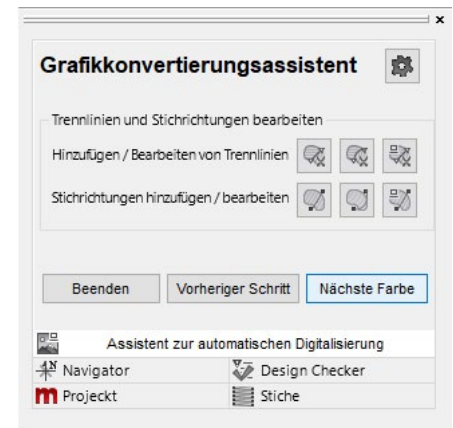 Grafikkonvertierungsassistent
Trennlinien und Stichrichtungen bearbeiten
Hinzufügen / Bearbeiten von Trennlinien
Stichrichtungen hinzufügen / bearbeiten
Beenden Vorheriger Schritt Nächste Farbe
Assistent zur automatischen Digitalisierung
Navigator Design Checker
Projeckt Stiche